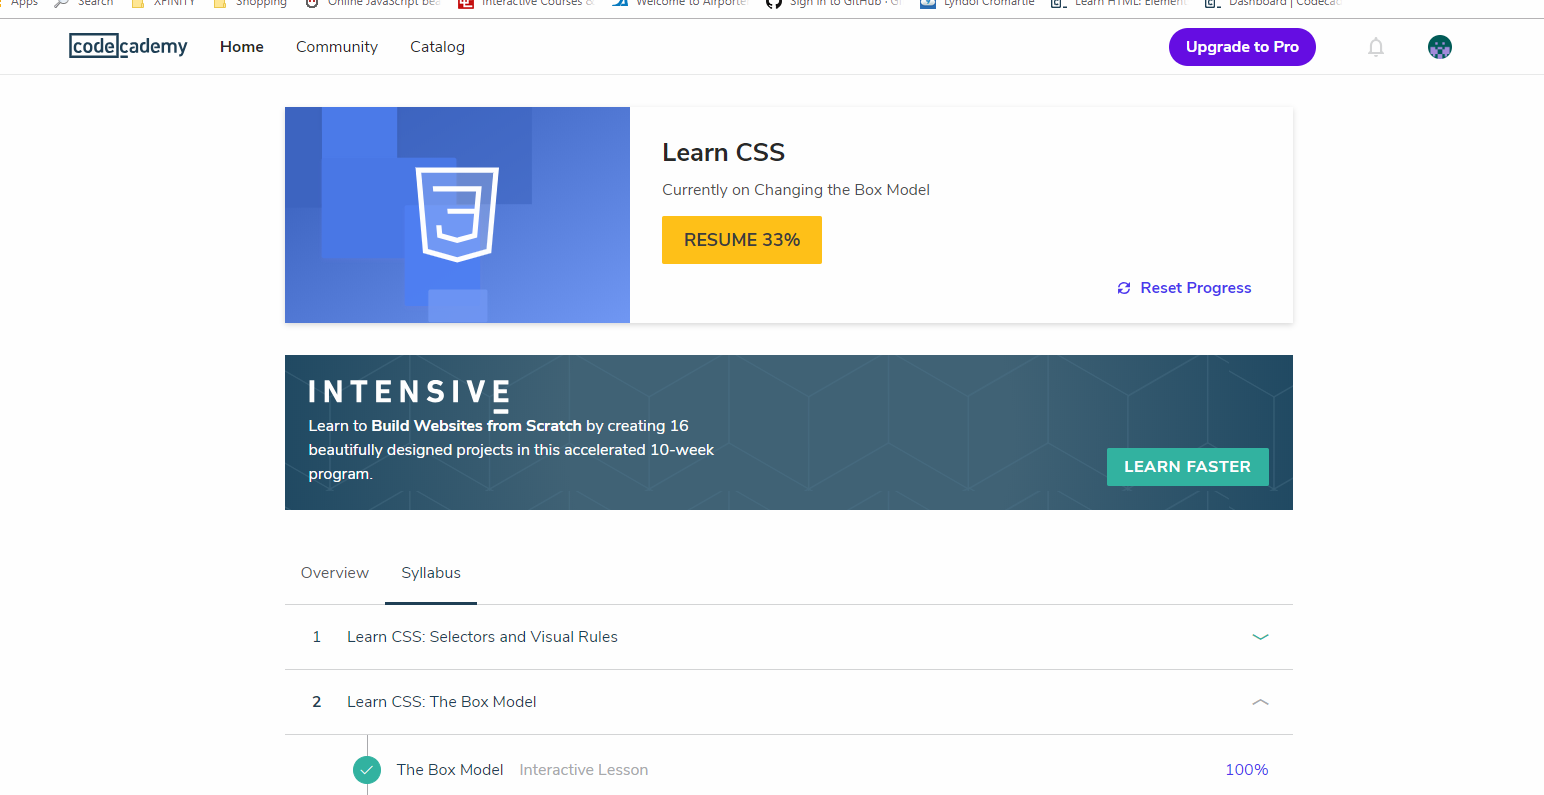 Apps Search XFINITY Shopping Online JavaScript bea Interactive Courses & Welcome to Airporte Sign in to GitHub · Gi Lyndol Cromartie Learn HTML: Element Dashboard | Codecad
codecademy Home Community Catalog Upgrade to Pro
Learn CSS
Currently on Changing the Box Model
RESUME 33%
Reset Progress
INTENSIVE
Learn to Build Websites from Scratch by creating 16
beautifully designed projects in this accelerated 10-week
program.
LEARN FASTER
Overview Syllabus
1 Learn CSS: Selectors and Visual Rules
2 Learn CSS: The Box Model
The Box Model Interactive Lesson 100%